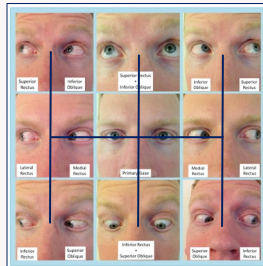 Superior
Rectus
Inferior
Oblique
Superior Rectus
+
Inferior Oblique
Inferior
Oblique
Superior
Rectus
Lateral
Rectus
Medial
Rectus
Primary Gaze
Medial
Rectus
Lateral
Rectus
Inferior
Rectus
Superior
Oblique
Inferior Rectus
+
Superior Oblique
Superior
Oblique
Inferior
Rectus